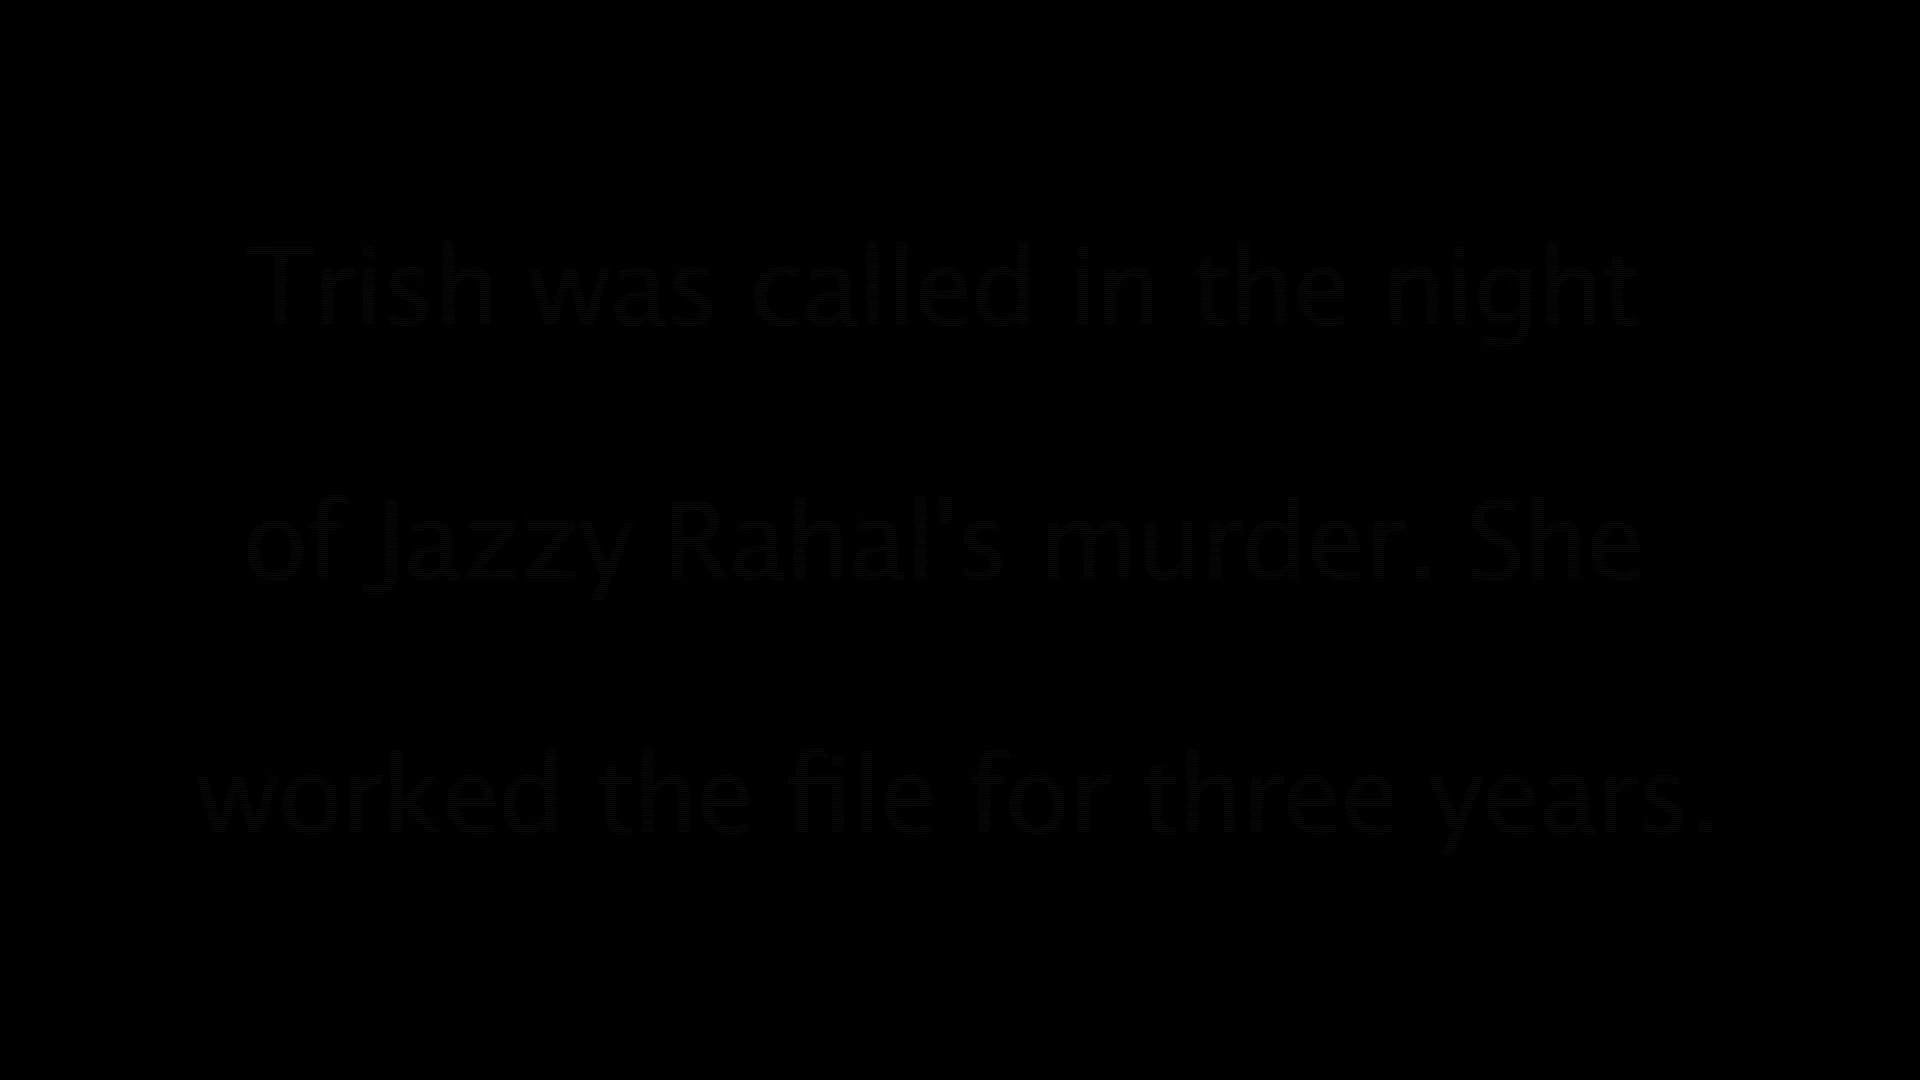 Trish was called in the night
of Jazzy Rahal's murder. She
worked the file for three years.